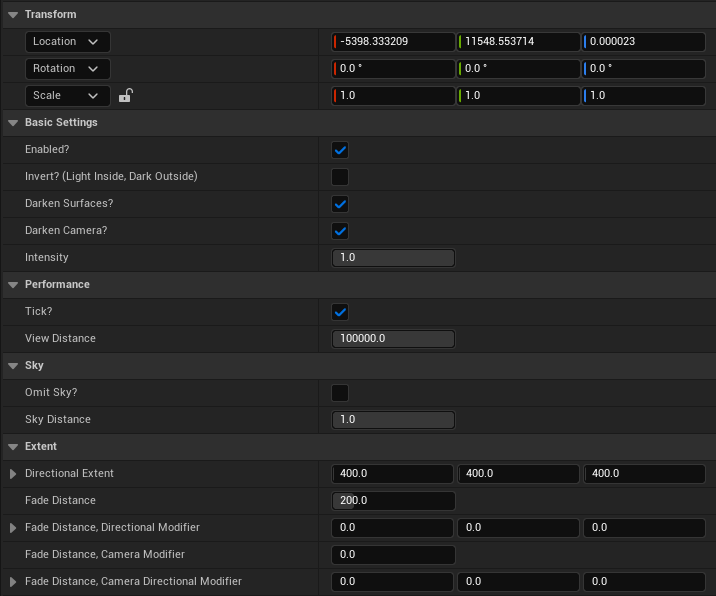 Transform
Location -5398.333209 11548.553714 0.000023
Rotation 0.0 ° 0.0 ° 0.0 °
Scale 1.0 1.0 1.0
Basic Settings
Enabled?
Invert? (Light Inside, Dark Outside)
Darken Surfaces?
Darken Camera?
Intensity 1.0
Performance
Tick?
View Distance 100000.0
Sky
Omit Sky?
Sky Distance 1.0
Extent
Directional Extent 400.0 400.0 400.0
Fade Distance 200.0
Fade Distance, Directional Modifier 0.0 0.0 0.0
Fade Distance, Camera Modifier 0.0
Fade Distance, Camera Directional Modifier 0.0 0.0 0.0